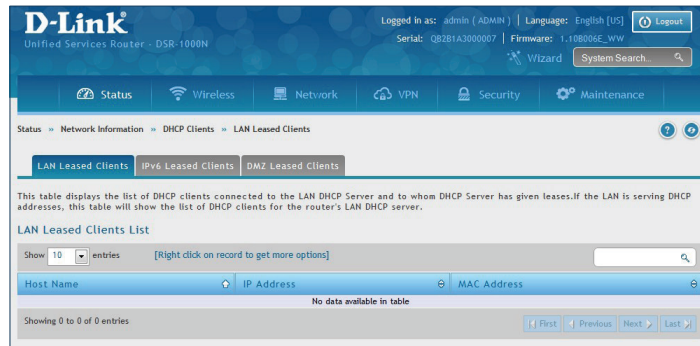 D-Link
Logged in as: admin ( ADMIN ) | Language: English [US] Logout
Unified Services Router - DSR-1000N
Serial: QB2B1A3000007 | Firmware: 1.10B006E_WW
Wizard System Search...
Status Wireless Network VPN Security Maintenance
Status » Network Information » DHCP Clients » LAN Leased Clients
LAN Leased Clients IPv6 Leased Clients DMZ Leased Clients
This table displays the list of DHCP clients connected to the LAN DHCP Server and to whom DHCP Server has given leases.If the LAN is serving DHCP
addresses, this table will show the list of DHCP clients for the router's LAN DHCP server.
LAN Leased Clients List
Show 10 entries [Right click on record to get more options]
Host Name IP Address MAC Address
No data available in table
Showing 0 to 0 of 0 entries First Previous Next Last